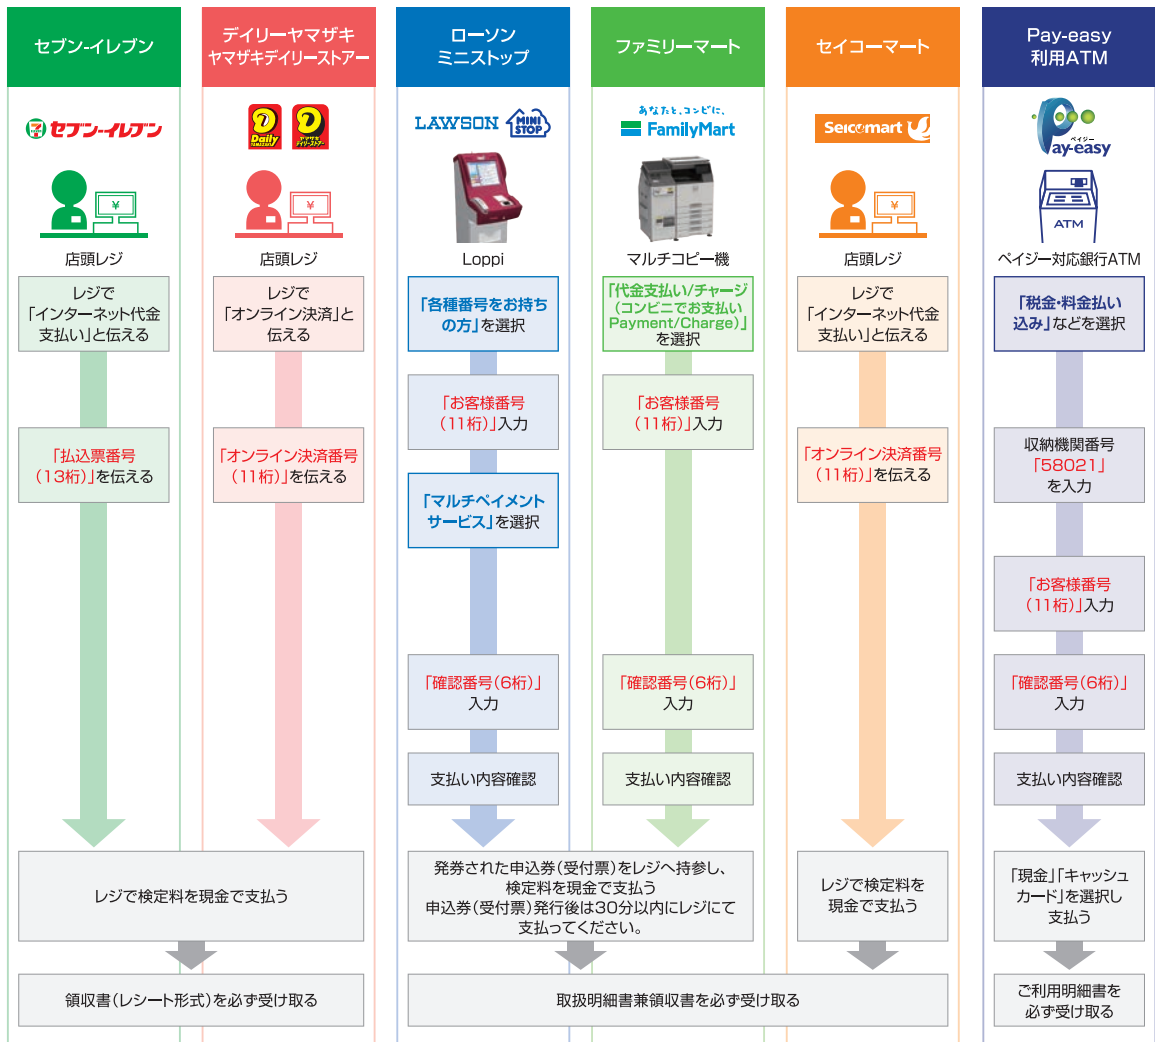 セブン-イレブン
デイリーヤマザキ
ヤマザキデイリーストアー
ローソン
ミニストップ
ファミリーマート
セイコーマート
Pay-easy
利用ATM
セブン-イレブン
Daily
YAMAZAKI
ヤマザキ
デイリーストアー
LAWSON
MINI
STOP
あなたと、コンビに、
FamilyMart
Seicomart
ペイジー
Pay-easy
¥
¥
¥
ATM
店頭レジ
店頭レジ
Loppi
マルチコピー機
店頭レジ
ペイジー対応銀行ATM
レジで
「インターネット代金
支払い」と伝える
レジで
「オンライン決済」と
伝える
「各種番号をお持ち
の方」を選択
「代金支払い/チャージ
(コンビニでお支払い
Payment/Charge)」
を選択
レジで
「インターネット代金
支払い」と伝える
「税金・料金払い
込み」などを選択
「お客様番号
(11桁)」入力
「お客様番号
(11桁)」入力
「払込票番号
(13桁)」を伝える
「オンライン決済番号
(11桁)」を伝える
「マルチペイメント
サービス」を選択
「オンライン決済番号
(11桁)」を伝える
収納機関番号
「58021」
を入力
「お客様番号
(11桁)」入力
「確認番号(6桁)」
入力
「確認番号(6桁)」
入力
「確認番号(6桁)」
入力
支払い内容確認
支払い内容確認
支払い内容確認
レジで検定料を現金で支払う
発券された申込券(受付票)をレジへ持参し、
検定料を現金で支払う
申込券(受付票)発行後は30分以内にレジにて
支払ってください。
レジで検定料を
現金で支払う
「現金」「キャッシュ
カード」を選択し
支払う
領収書(レシート形式)を必ず受け取る
取扱明細書兼領収書を必ず受け取る
ご利用明細書を
必ず受け取る